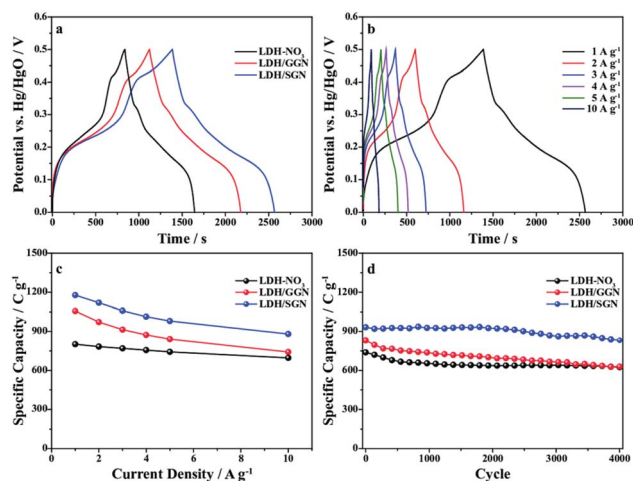 a
LDH-NO₃
LDH/GGN
LDH/SGN
Potential vs. Hg/HgO / V
0.5
0.4
0.3
0.2
0.1
0.0
0 500 1000 1500 2000 2500 3000
Time / s
b
1 A g⁻¹
2 A g⁻¹
3 A g⁻¹
4 A g⁻¹
5 A g⁻¹
10 A g⁻¹
Potential vs. Hg/HgO / V
0.6
0.5
0.4
0.3
0.2
0.1
0.0
0 500 1000 1500 2000 2500 3000
Time / s
c
LDH-NO₃
LDH/GGN
LDH/SGN
Specific Capacity / C g⁻¹
1500
1200
900
600
300
0
0 2 4 6 8 10
Current Density / A g⁻¹
d
LDH-NO₃
LDH/GGN
LDH/SGN
Specific Capacity / C g⁻¹
1500
1200
900
600
300
0
0 1000 2000 3000 4000
Cycle